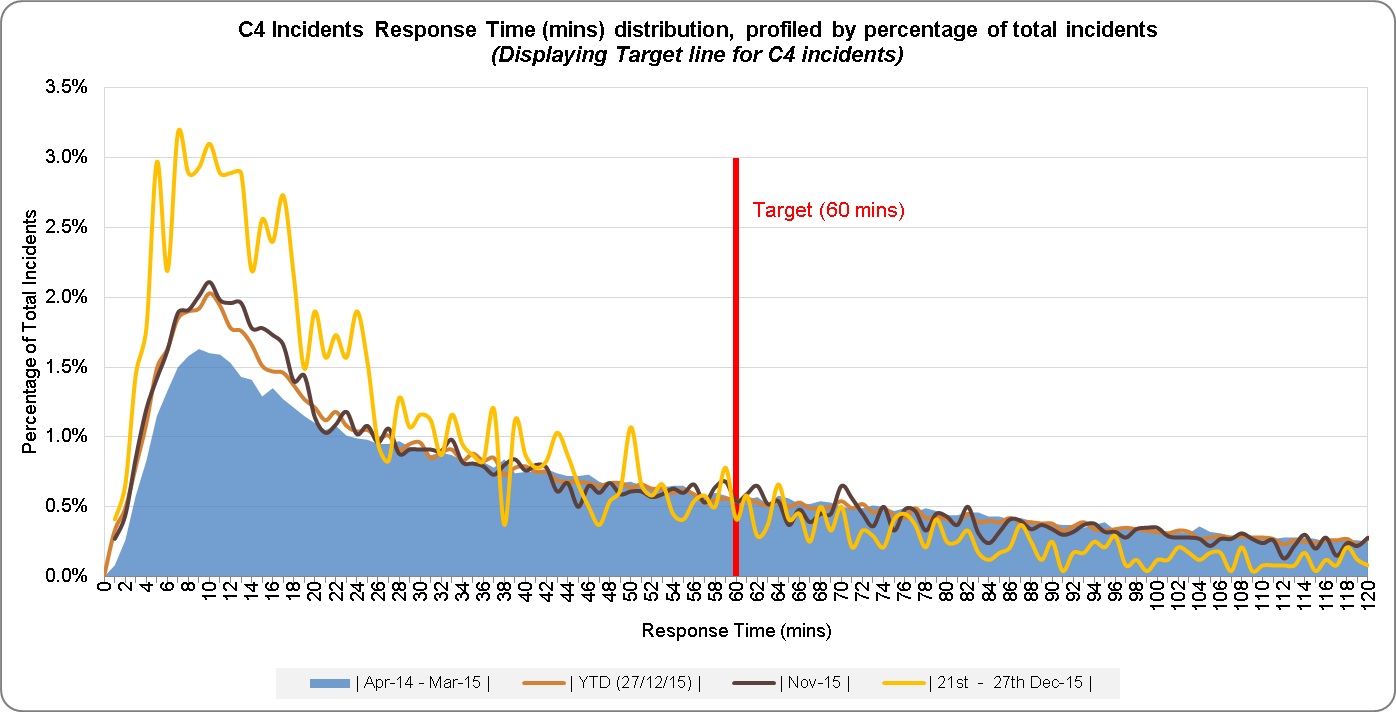 C4 Incidents Response Time (mins) distribution, profiled by percentage of total incidents
(Displaying Target line for C4 incidents)
3.5%
3.0%
2.5%
2.0%
1.5%
1.0%
0.5%
0.0%
Percentage of Total Incidents
Target (60 mins)
0 2 4 6 8 10 12 14 16 18 20 22 24 26 28 30 32 34 36 38 40 42 44 46 48 50 52 54 56 58 60 62 64 66 68 70 72 74 76 78 80 82 84 86 88 90 92 94 96 98 100 102 104 106 108 110 112 114 116 118 120
Response Time (mins)
| Apr-14 - Mar-15 | | YTD (27/12/15) | | Nov-15 | | 21st - 27th Dec-15 |